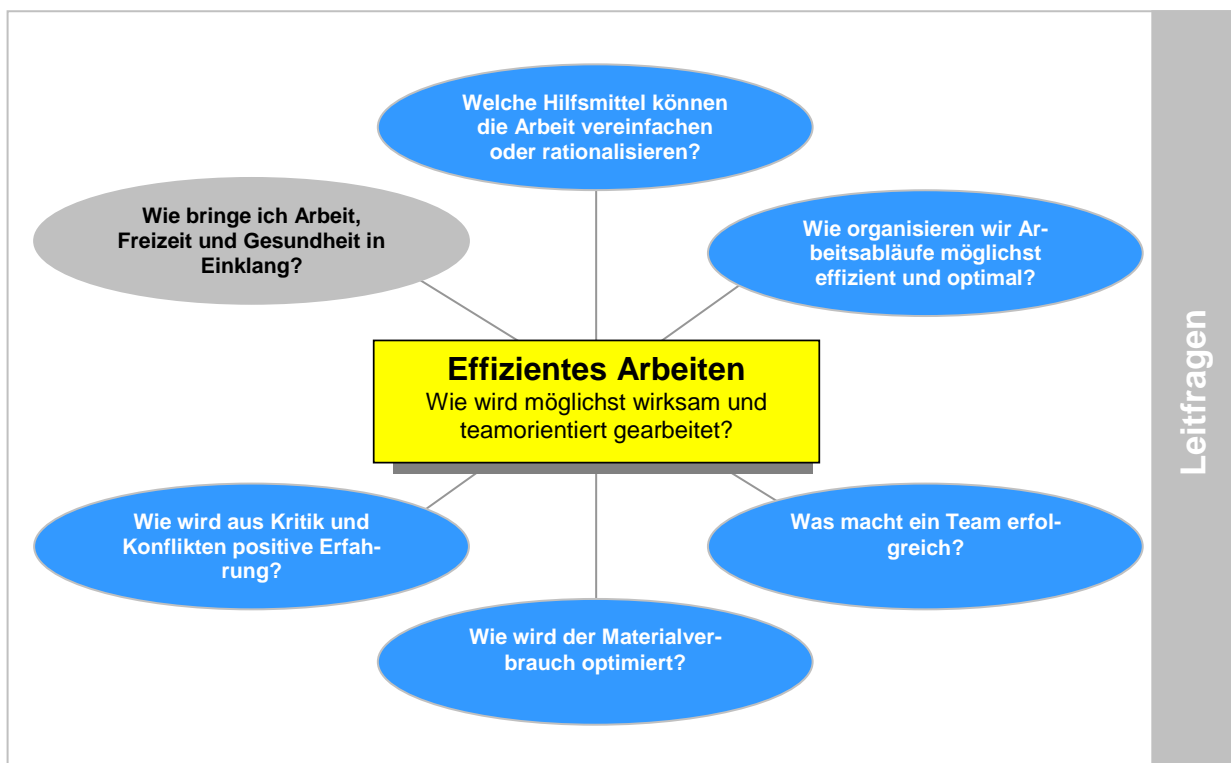 Welche Hilfsmittel können
die Arbeit vereinfachen
oder rationalisieren?
Wie bringe ich Arbeit,
Freizeit und Gesundheit in
Einklang?
Wie organisieren wir Ar-
beitsabläufe möglichst
effizient und optimal?
Effizientes Arbeiten
Wie wird möglichst wirksam und
teamorientiert gearbeitet?
Wie wird aus Kritik und
Konflikten positive Erfah-
rung?
Was macht ein Team erfol-
greich?
Wie wird der Materialver-
brauch optimiert?
Leitfragen